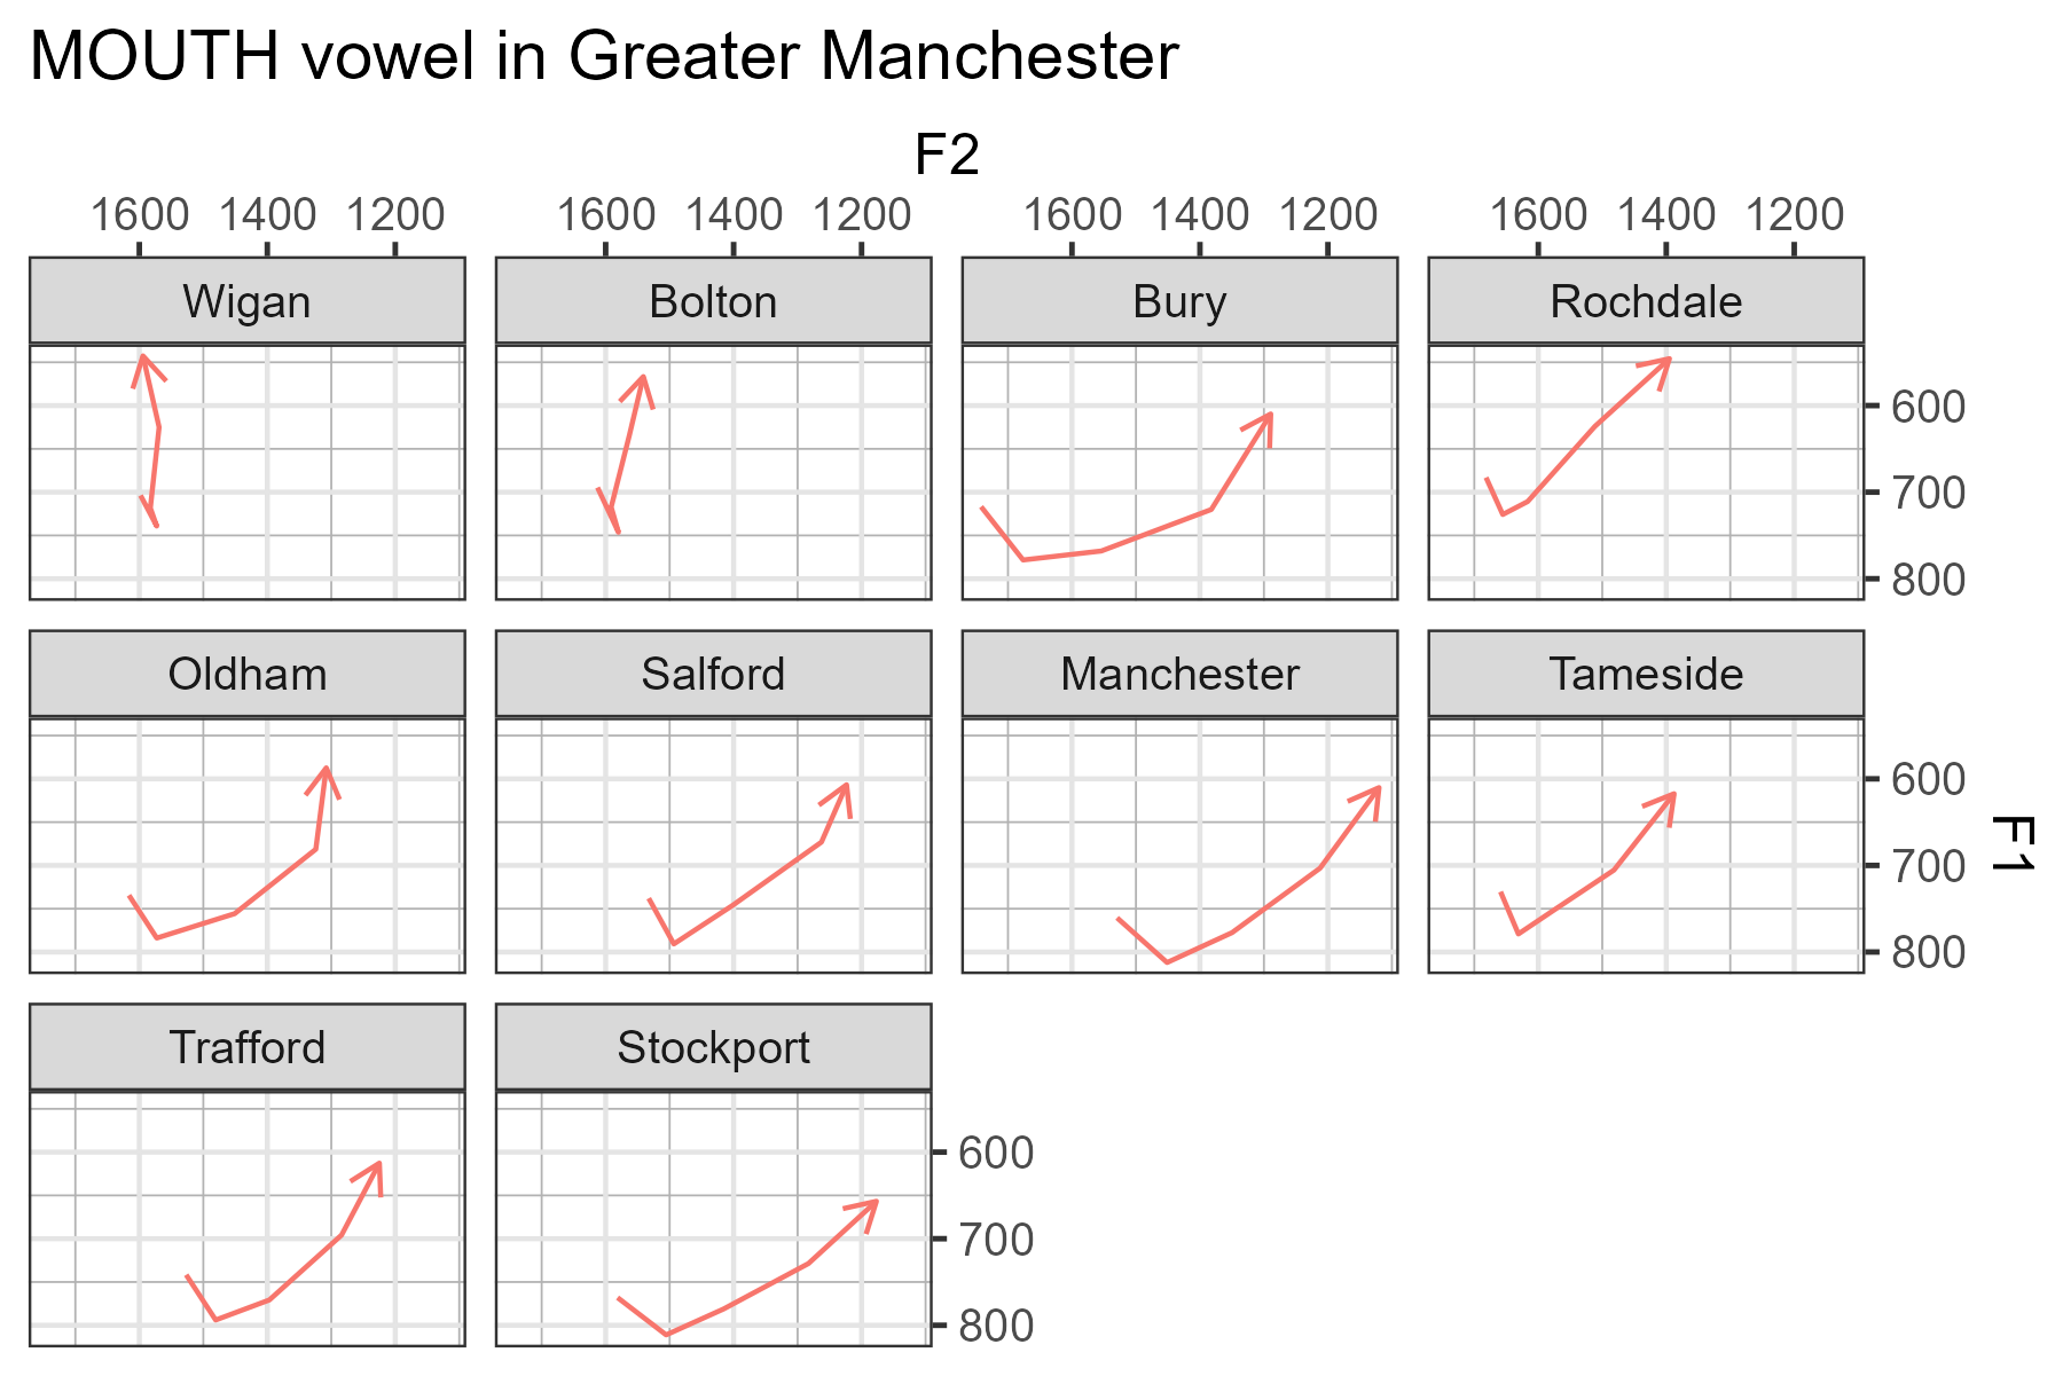 MOUTH vowel in Greater Manchester
F2
1600 1400 1200 1600 1400 1200 1600 1400 1200 1600 1400 1200
Wigan Bolton Bury Rochdale
600
700
800
Oldham Salford Manchester Tameside
600
700
800
F1
Trafford Stockport
600
700
800